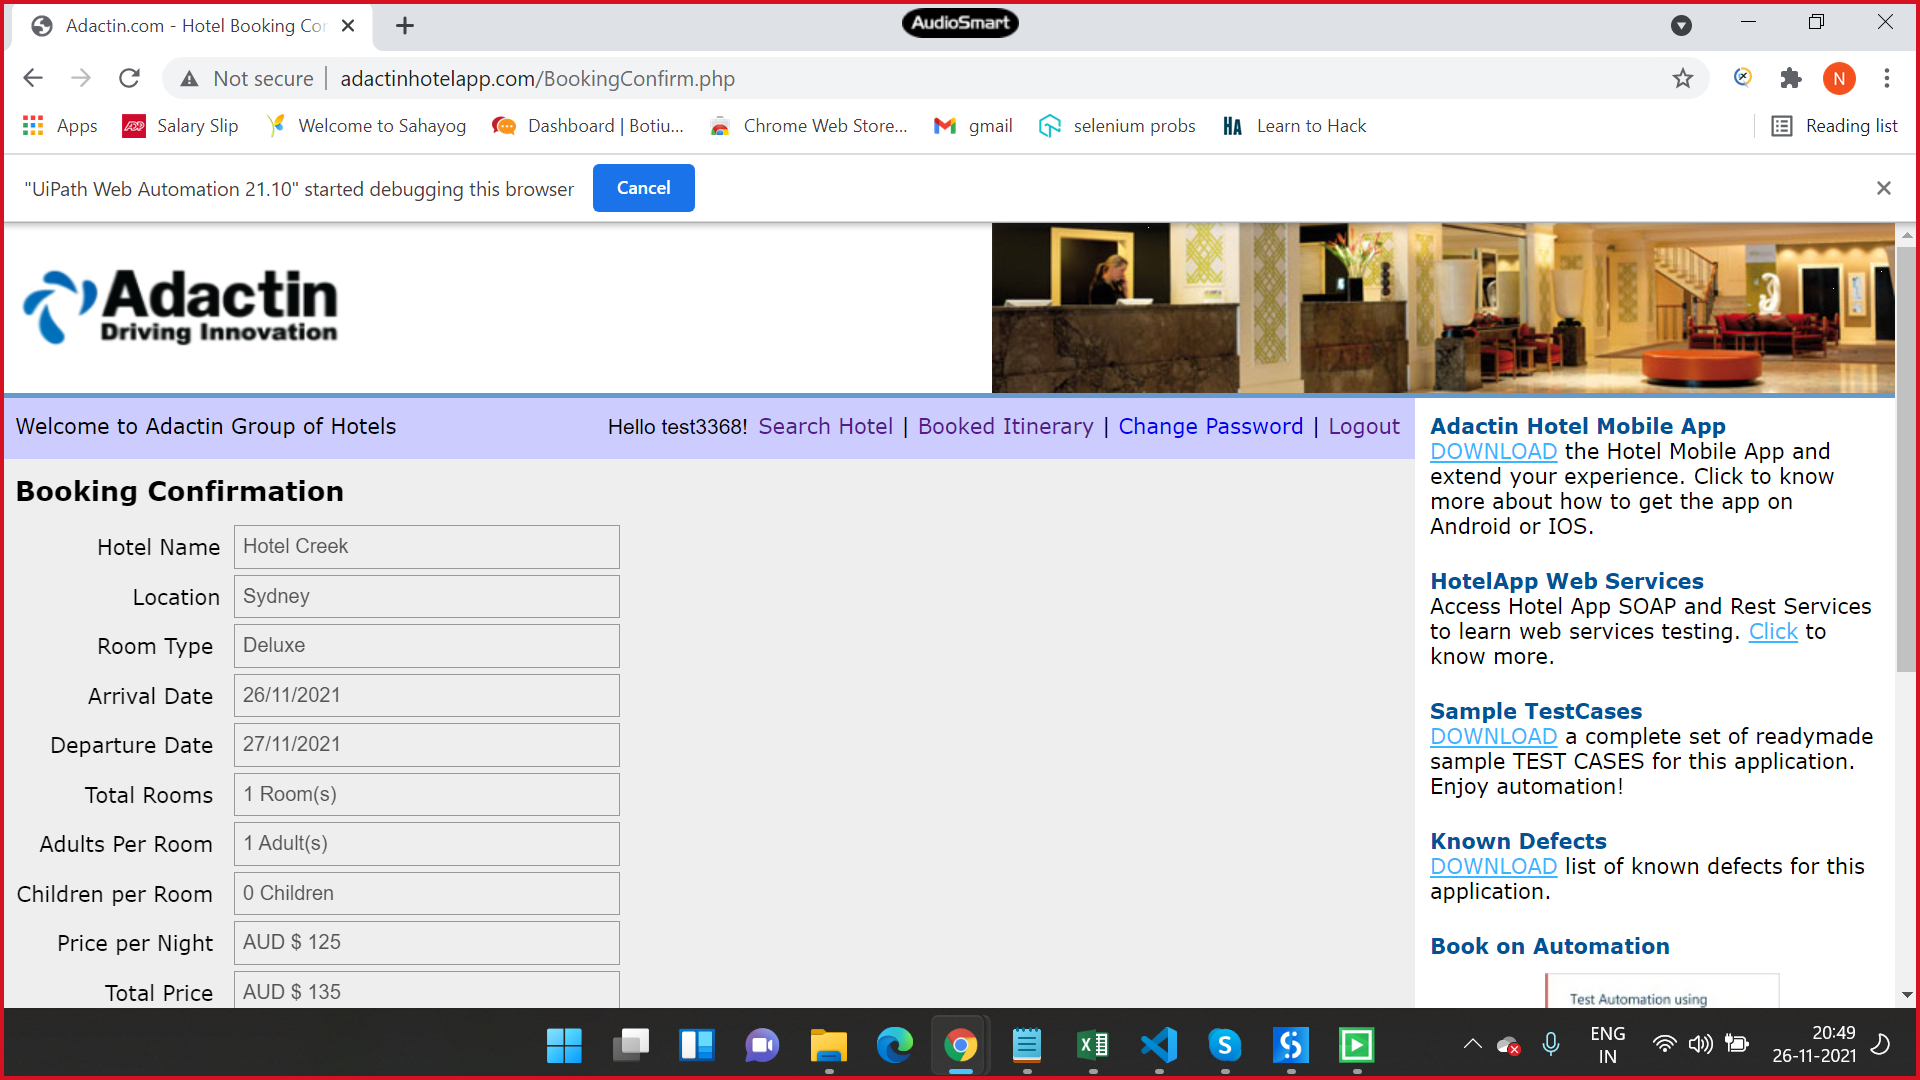 Adactin.com - Hotel Booking Cor
AudioSmart
Not secure | adactinhotelapp.com/BookingConfirm.php
N
Apps
Salary Slip
Welcome to Sahayog
Dashboard | Botiu...
Chrome Web Store...
gmail
selenium probs
HA Learn to Hack
Reading list
"UiPath Web Automation 21.10" started debugging this browser
Cancel
Adactin
Driving Innovation
Welcome to Adactin Group of Hotels
Hello test3368! Search Hotel | Booked Itinerary | Change Password | Logout
Booking Confirmation
Hotel Name Hotel Creek
Location Sydney
Room Type Deluxe
Arrival Date 26/11/2021
Departure Date 27/11/2021
Total Rooms 1 Room(s)
Adults Per Room 1 Adult(s)
Children per Room 0 Children
Price per Night AUD $ 125
Total Price AUD $ 135
Adactin Hotel Mobile App
DOWNLOAD the Hotel Mobile App and
extend your experience. Click to know
more about how to get the app on
Android or IOS.
HotelApp Web Services
Access Hotel App SOAP and Rest Services
to learn web services testing. Click to
know more.
Sample TestCases
DOWNLOAD a complete set of readymade
sample TEST CASES for this application.
Enjoy automation!
Known Defects
DOWNLOAD list of known defects for this
application.
Book on Automation
Test Automation using
ENG
IN
20:49
26-11-2021